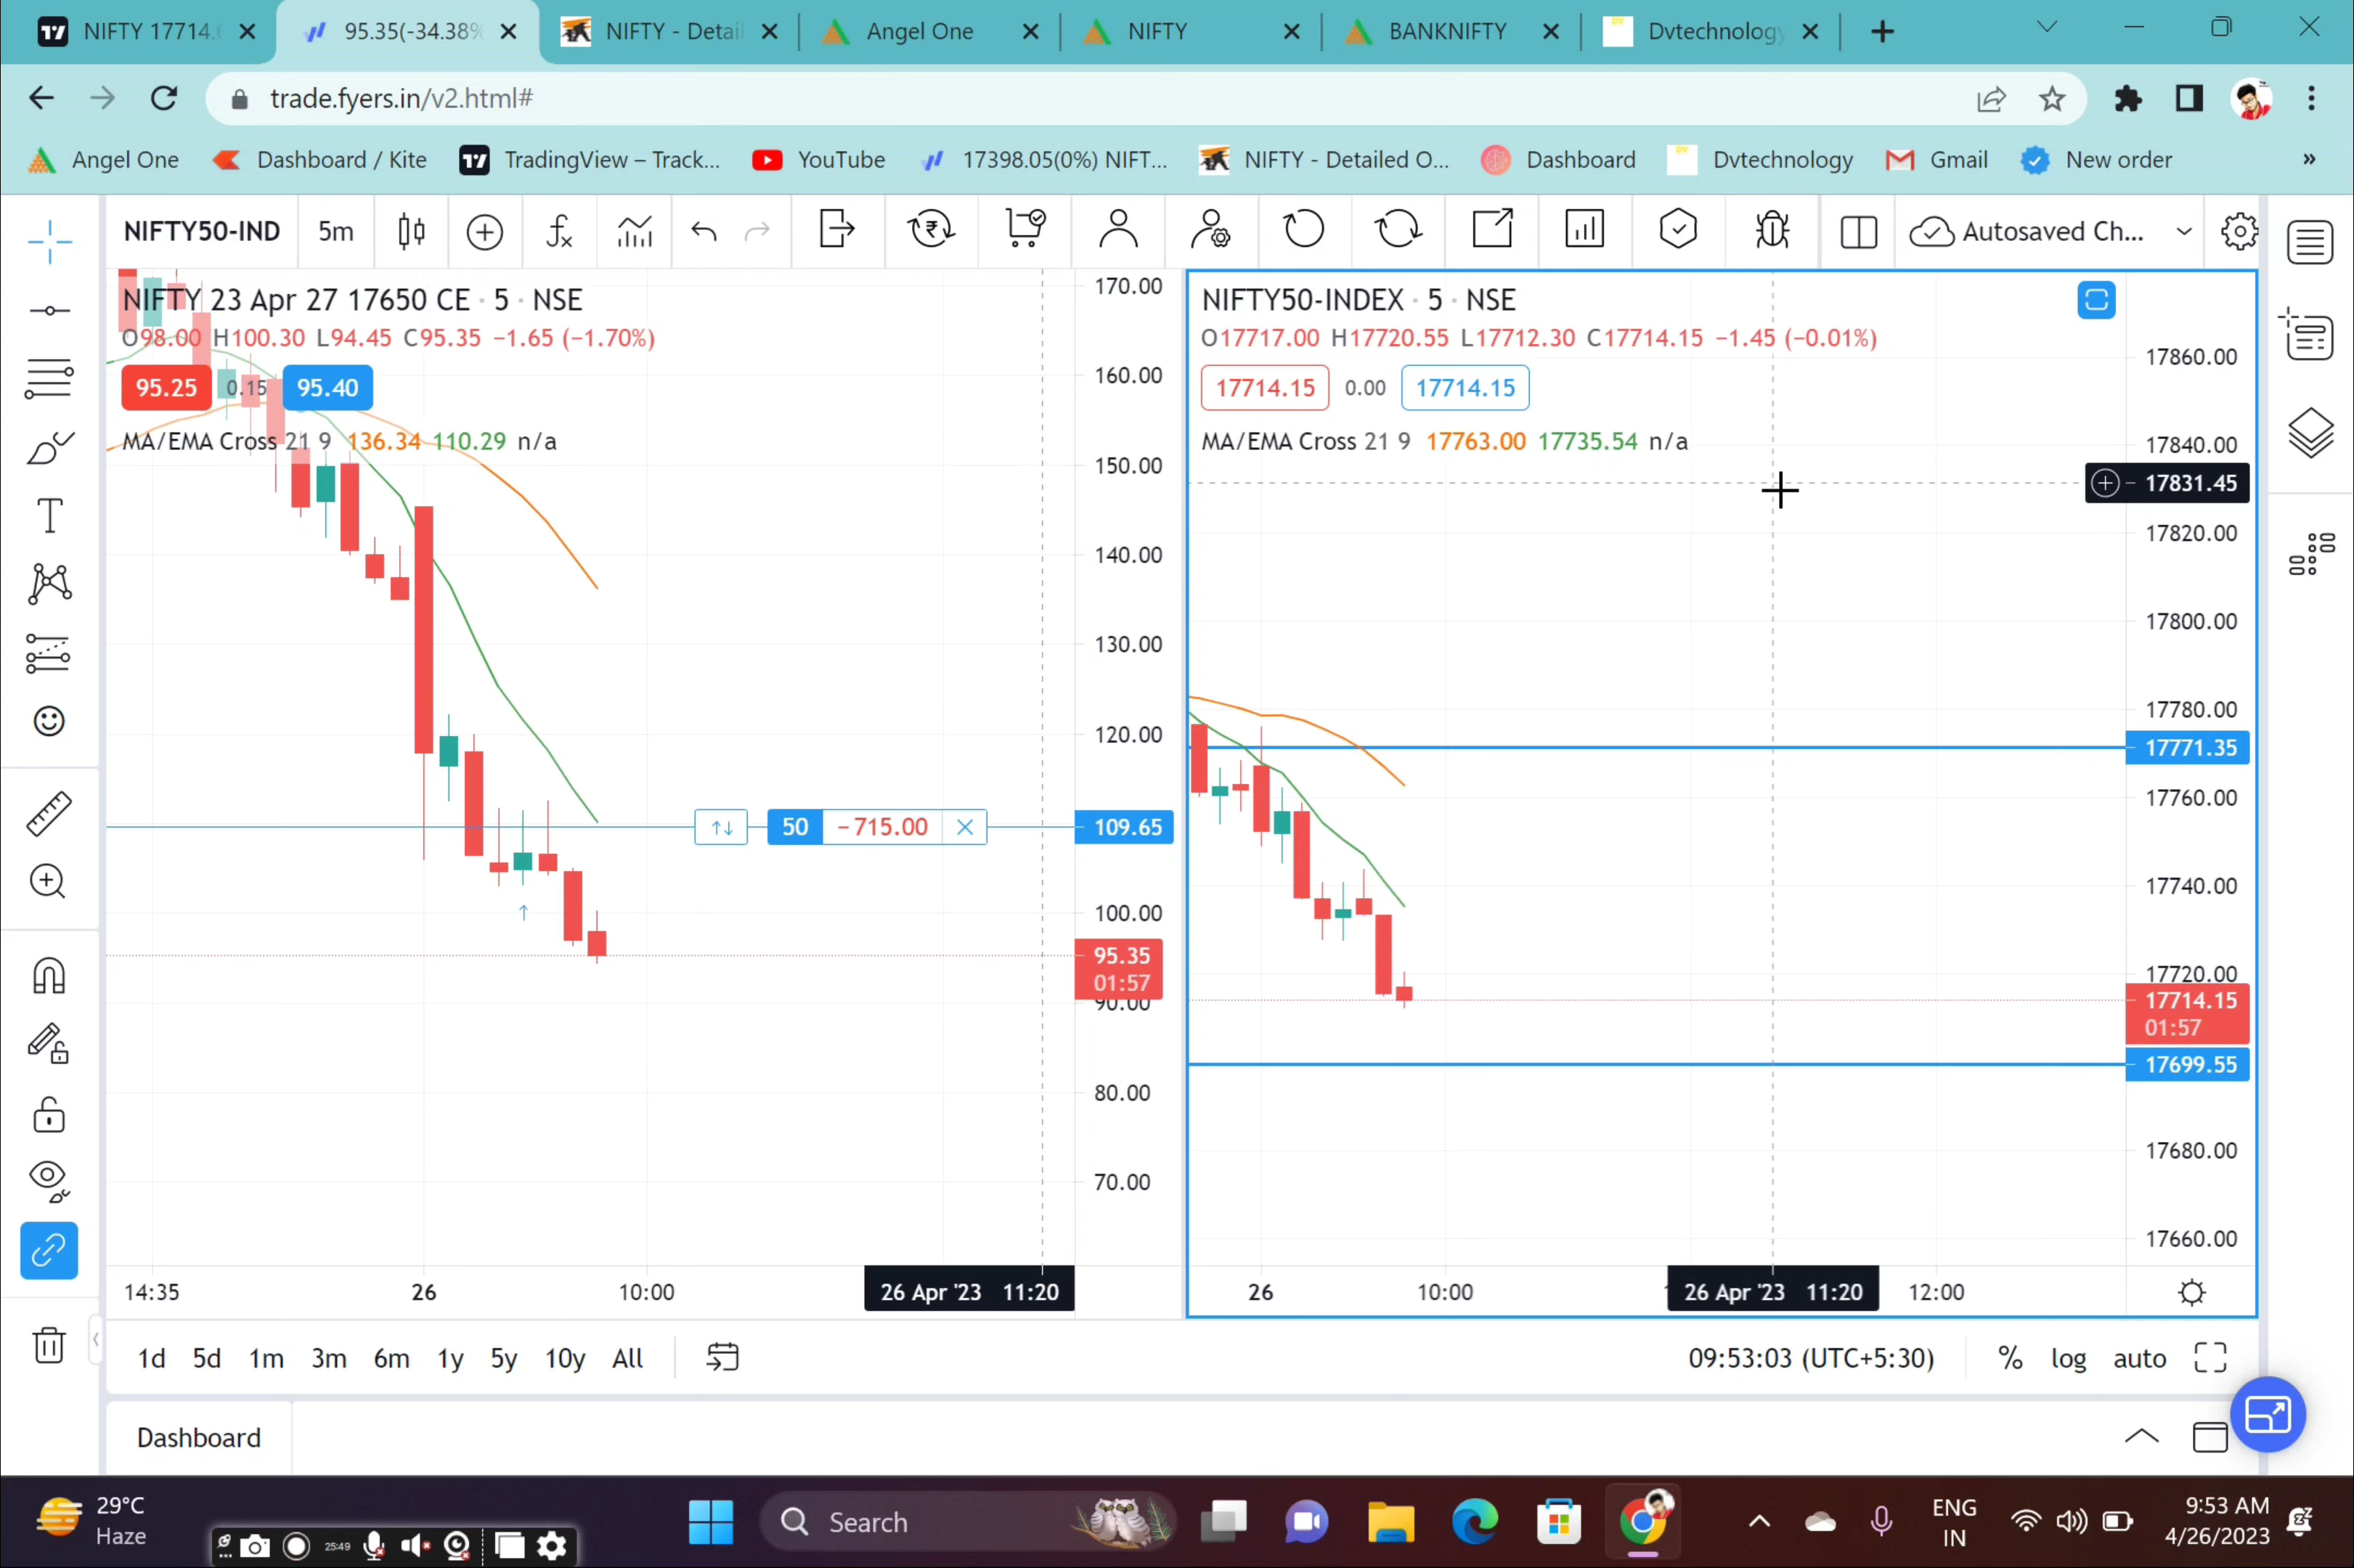 NIFTY 17714.
95.35(-34.38%
NIFTY - Detail
Angel One
NIFTY
BANKNIFTY
Dvtechnolog
trade.fyers.in/v2.html#
Angel One
Dashboard / Kite
TradingView – Track...
YouTube
17398.05(0%) NIFT...
NIFTY - Detailed O...
Dashboard
Dvtechnology
Gmail
New order
»
NIFTY50-IND
5m
Autosaved Ch...
NIFTY 23 Apr 27 17650 CE · 5 · NSE
O98.00 H100.30 L94.45 C95.35 −1.65 (−1.70%)
95.25 0.15 95.40
MA/EMA Cross 21 9 136.34 110.29 n/a
50 −715.00
170.00
160.00
150.00
140.00
130.00
120.00
109.65
100.00
95.35
01:57
90.00
80.00
70.00
14:35
26
10:00
26 Apr '23 11:20
NIFTY50-INDEX · 5 · NSE
O17717.00 H17720.55 L17712.30 C17714.15 −1.45 (−0.01%)
17714.15 0.00 17714.15
MA/EMA Cross 21 9 17763.00 17735.54 n/a
17860.00
17840.00
17831.45
17820.00
17800.00
17780.00
17771.35
17760.00
17740.00
17720.00
17714.15
01:57
17699.55
17680.00
17660.00
26
10:00
26 Apr '23 11:20
12:00
1d 5d 1m 3m 6m 1y 5y 10y All
09:53:03 (UTC+5:30)
% log auto
Dashboard
29°C
Haze
25:49
Search
ENG
IN
9:53 AM
4/26/2023